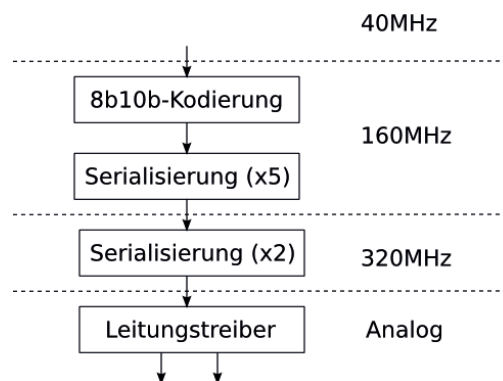 40MHz
8b10b-Kodierung
160MHz
Serialisierung (x5)
Serialisierung (x2)
320MHz
Leitungstreiber
Analog